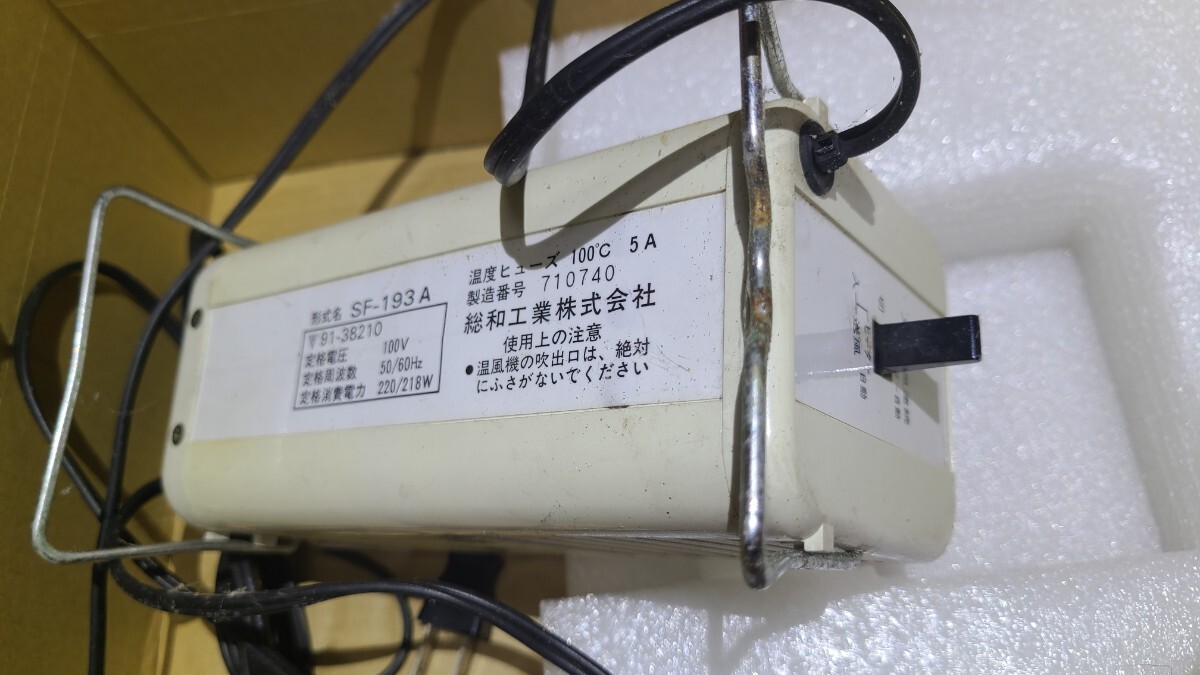 形式名 SF-193A
〒91-38210
定格電圧 100V
定格周波数 50/60Hz
定格消費電力 220/218W
温度ヒューズ 100℃ 5A
製造番号 710740
総和工業株式会社
使用上の注意
●温風機の吹出口は、絶対
にふさがないでください
切
入
送風
自動